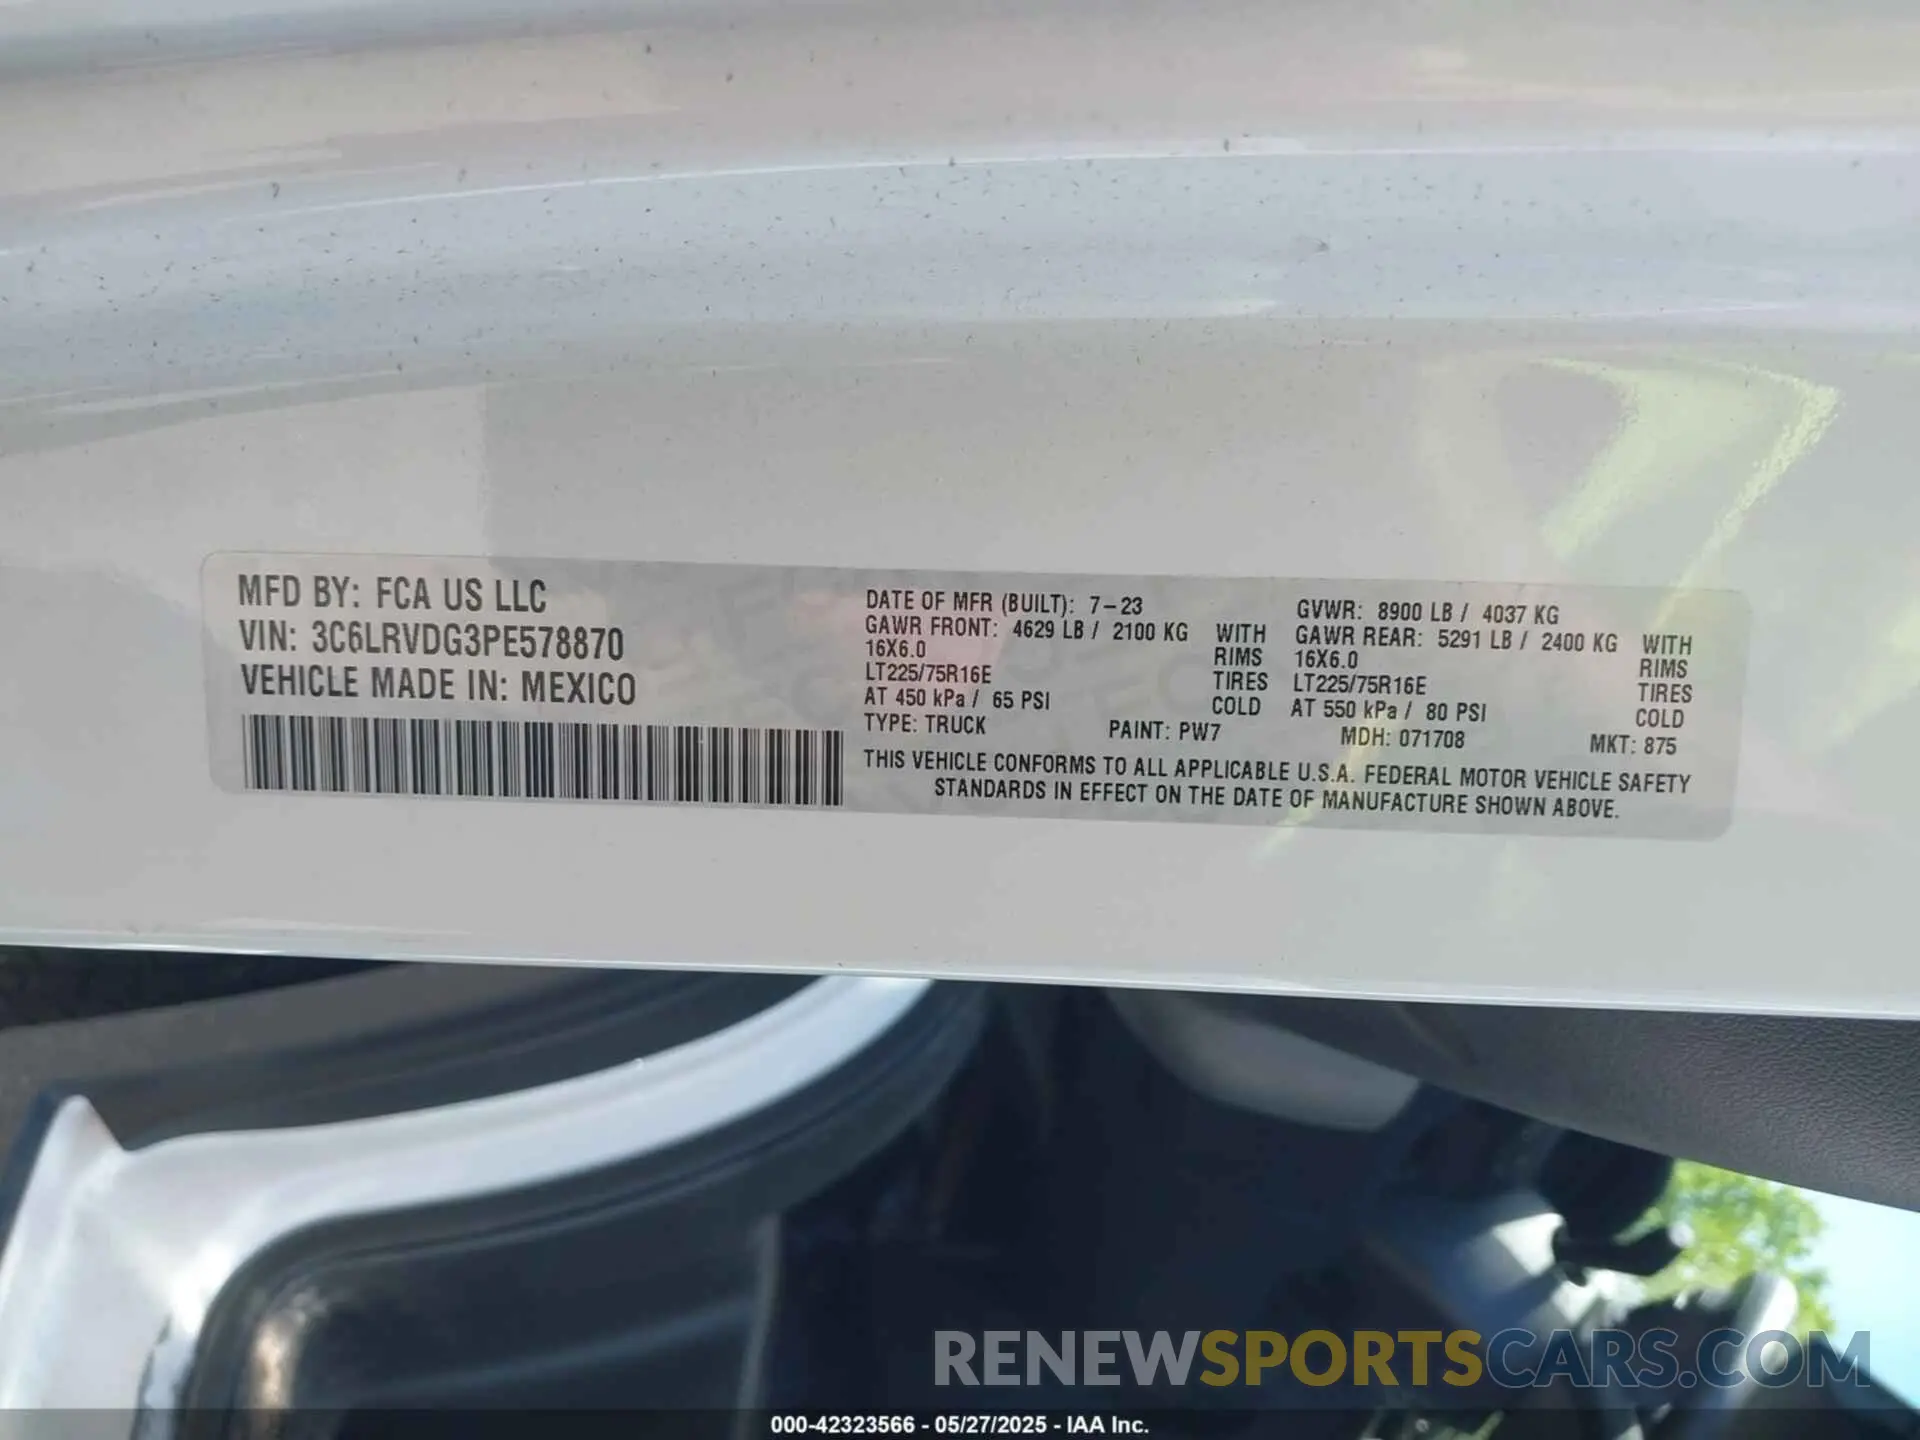 MFD BY: FCA US LLC
VIN: 3C6LRVDG3PE578870
VEHICLE MADE IN: MEXICO
DATE OF MFR (BUILT): 7-23
GAWR FRONT: 4629 LB / 2100 KG WITH
16X6.0 RIMS
LT225/75R16E TIRES
AT 450 kPa / 65 PSI COLD
GVWR: 8900 LB / 4037 KG
GAWR REAR: 5291 LB / 2400 KG WITH
16X6.0 RIMS
LT225/75R16E TIRES
AT 550 kPa / 80 PSI COLD
TYPE: TRUCK PAINT: PW7 MDH: 071708 MKT: 875
THIS VEHICLE CONFORMS TO ALL APPLICABLE U.S.A. FEDERAL MOTOR VEHICLE SAFETY
STANDARDS IN EFFECT ON THE DATE OF MANUFACTURE SHOWN ABOVE.
RENEWSPORTSCARS.COM
000-42323566 - 05/27/2025 - IAA Inc.